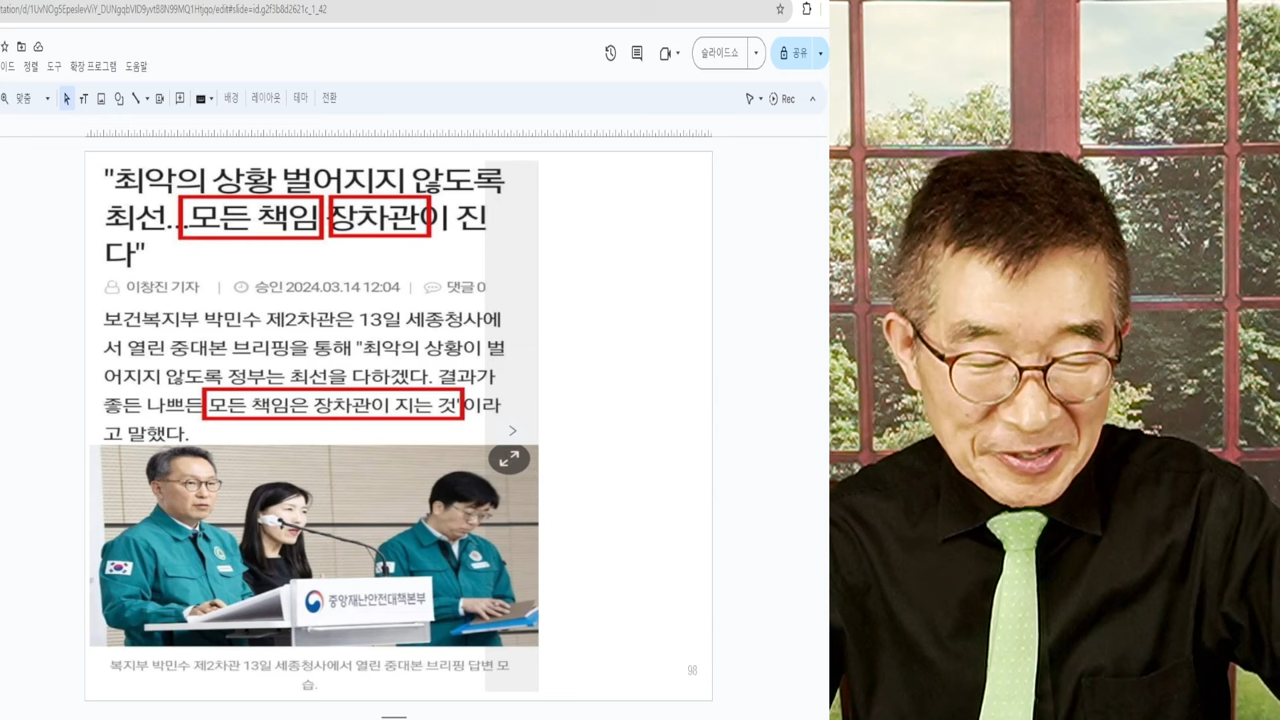 tation/d/1UvNOg5EpeslevViY_DUNgqbVID9yvtB8N99MQ1Htjqo/edit#slide=id.g2f3b8d2621c_1_42
이드 정렬 도구 확장 프로그램 도움말
슬라이드쇼
공유
맞춤
배경 레이아웃 테마 전환
Rec
"최악의 상황 벌어지지 않도록
최선...모든 책임 장차관이 진
다"
이창진 기자 | 승인 2024.03.14 12:04 | 댓글 0
보건복지부 박민수 제2차관은 13일 세종청사에
서 열린 중대본 브리핑을 통해 "최악의 상황이 벌
어지지 않도록 정부는 최선을 다하겠다. 결과가
좋든 나쁘든 모든 책임은 장차관이 지는 것"이라
고 말했다.
중앙재난안전대책본부
복지부 박민수 제2차관 13일 세종청사에서 열린 중대본 브리핑 답변 모
습.
98